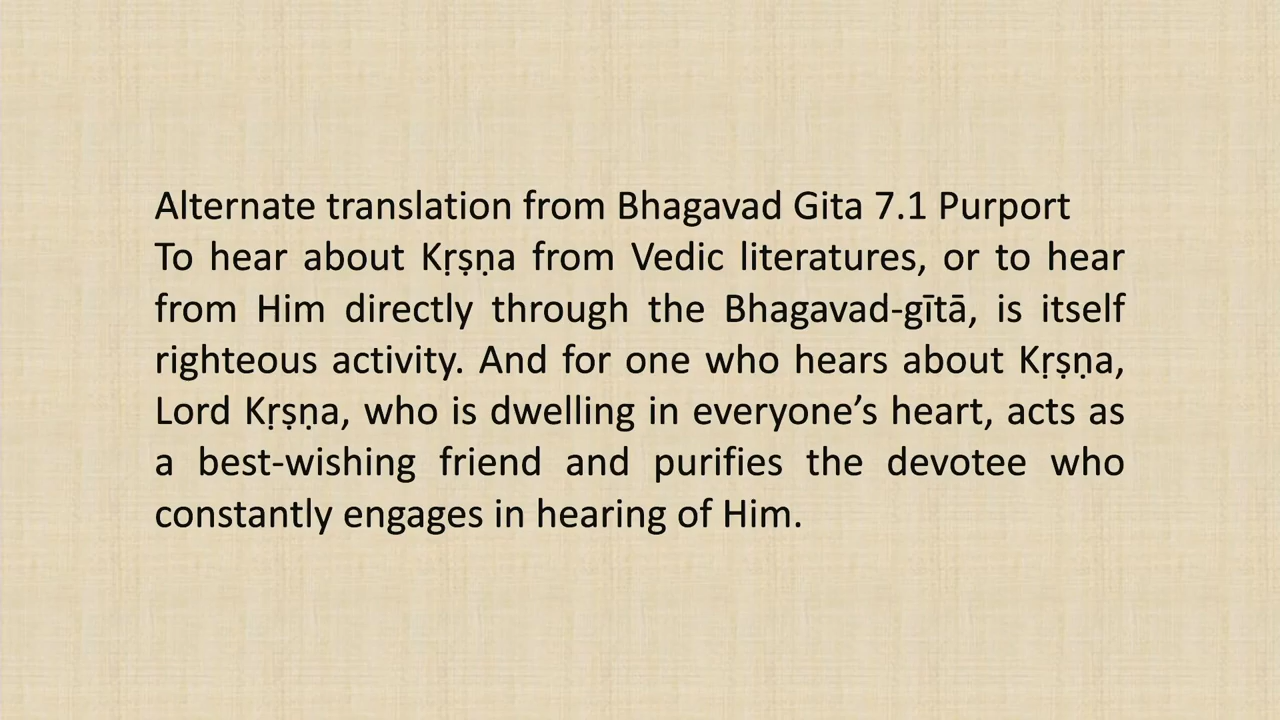 Alternate translation from Bhagavad Gita 7.1 Purport
To hear about Kṛṣṇa from Vedic literatures, or to hear
from Him directly through the Bhagavad-gītā, is itself
righteous activity. And for one who hears about Kṛṣṇa,
Lord Kṛṣṇa, who is dwelling in everyone’s heart, acts as
a best-wishing friend and purifies the devotee who
constantly engages in hearing of Him.